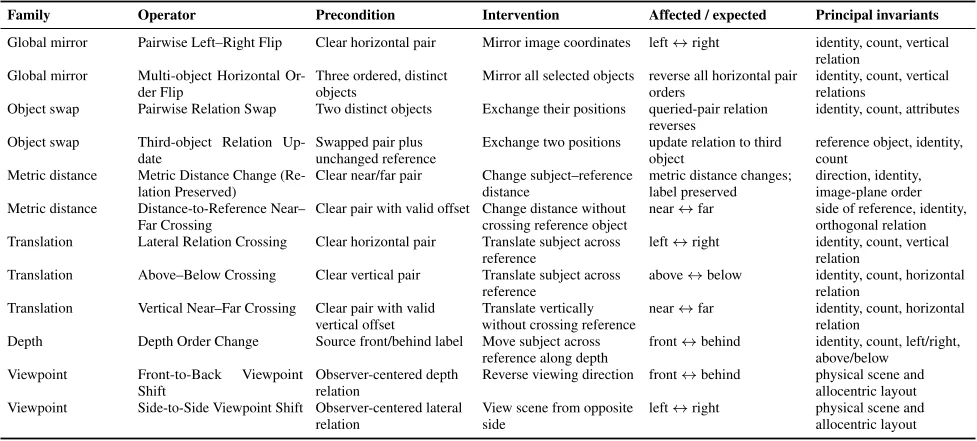 Family Operator Precondition Intervention Affected / expected Principal invariants
Global mirror Pairwise Left–Right Flip Clear horizontal pair Mirror image coordinates left ↔ right identity, count, vertical
relation
Global mirror Multi-object Horizontal Or- Three ordered, distinct Mirror all selected objects reverse all horizontal pair identity, count, vertical
der Flip objects orders relations
Object swap Pairwise Relation Swap Two distinct objects Exchange their positions queried-pair relation identity, count, attributes
reverses
Object swap Third-object Relation Up- Swapped pair plus Exchange two positions update relation to third reference object, identity,
date unchanged reference object count
Metric distance Metric Distance Change (Re- Clear near/far pair Change subject–reference metric distance changes; direction, identity,
lation Preserved) distance label preserved image-plane order
Metric distance Distance-to-Reference Near– Clear pair with valid offset Change distance without near ↔ far side of reference, identity,
Far Crossing crossing reference object orthogonal relation
Translation Lateral Relation Crossing Clear horizontal pair Translate subject across left ↔ right identity, count, vertical
reference relation
Translation Above–Below Crossing Clear vertical pair Translate subject across above ↔ below identity, count, horizontal
reference relation
Translation Vertical Near–Far Crossing Clear pair with valid Translate vertically near ↔ far identity, count, horizontal
vertical offset without crossing reference relation
Depth Depth Order Change Source front/behind label Move subject across front ↔ behind identity, count, left/right,
reference along depth above/below
Viewpoint Front-to-Back Viewpoint Observer-centered depth Reverse viewing direction front ↔ behind physical scene and
Shift relation allocentric layout
Viewpoint Side-to-Side Viewpoint Shift Observer-centered lateral View scene from opposite left ↔ right physical scene and
relation side allocentric layout